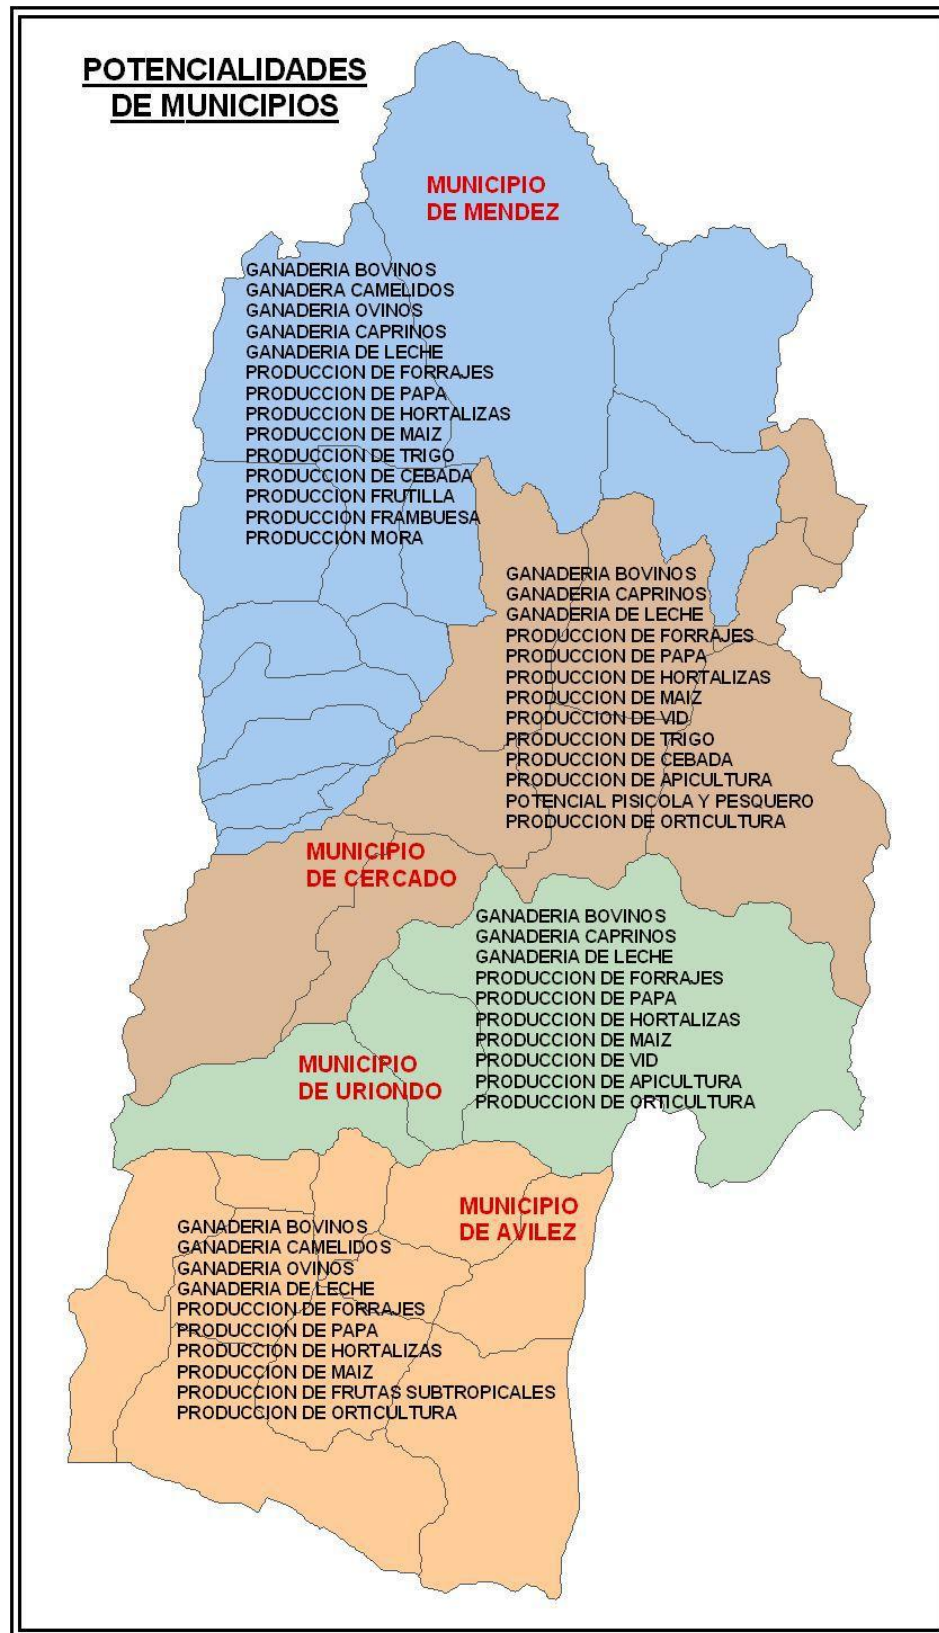 POTENCIALIDADES
DE MUNICIPIOS
MUNICIPIO
DE MENDEZ
GANADERIA BOVINOS
GANADERA CAMELIDOS
GANADERIA OVINOS
GANADERIA CAPRINOS
GANADERIA DE LECHE
PRODUCCION DE FORRAJES
PRODUCCION DE PAPA
PRODUCCION DE HORTALIZAS
PRODUCCION DE MAIZ
PRODUCCION DE TRIGO
PRODUCCION DE CEBADA
PRODUCCION FRUTILLA
PRODUCCION FRAMBUESA
PRODUCCION MORA
GANADERIA BOVINOS
GANADERIA CAPRINOS
GANADERIA DE LECHE
PRODUCCION DE FORRAJES
PRODUCCION DE PAPA
PRODUCCION DE HORTALIZAS
PRODUCCION DE MAIZ
PRODUCCION DE VID
PRODUCCION DE TRIGO
PRODUCCION DE CEBADA
PRODUCCION DE APICULTURA
POTENCIAL PISICOLA Y PESQUERO
PRODUCCION DE ORTICULTURA
MUNICIPIO
DE CERCADO
GANADERIA BOVINOS
GANADERIA CAPRINOS
GANADERIA DE LECHE
PRODUCCION DE FORRAJES
PRODUCCION DE PAPA
PRODUCCION DE HORTALIZAS
PRODUCCION DE MAIZ
PRODUCCION DE VID
PRODUCCION DE APICULTURA
PRODUCCION DE ORTICULTURA
MUNICIPIO
DE URIONDO
MUNICIPIO
DE AVILEZ
GANADERIA BOVINOS
GANADERIA CAMELIDOS
GANADERIA OVINOS
GANADERIA DE LECHE
PRODUCCION DE FORRAJES
PRODUCCION DE PAPA
PRODUCCION DE HORTALIZAS
PRODUCCION DE MAIZ
PRODUCCION DE FRUTAS SUBTROPICALES
PRODUCCION DE ORTICULTURA